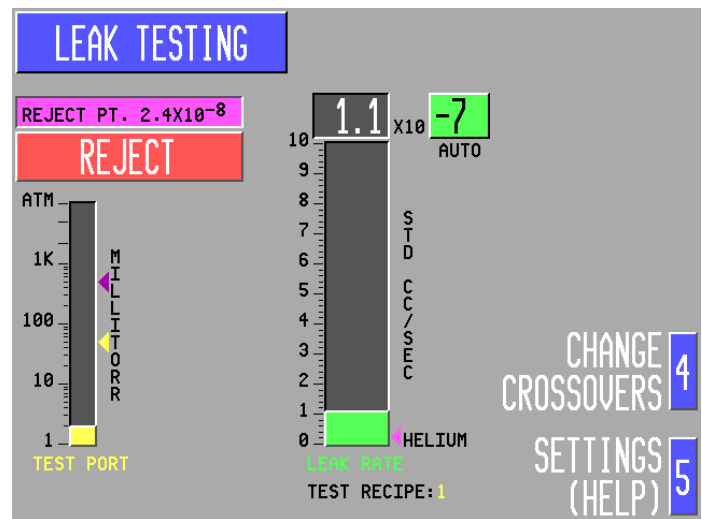 LEAK TESTING
REJECT PT. 2.4X10-8
REJECT
1.1 X10 -7
AUTO
ATM
1K
100
10
1
MILLITORR
TEST PORT
10
9
8
7
6
5
4
3
2
1
0
STD CC/SEC
HELIUM
LEAK RATE
TEST RECIPE:1
CHANGE
CROSSOVERS
4
SETTINGS
(HELP)
5